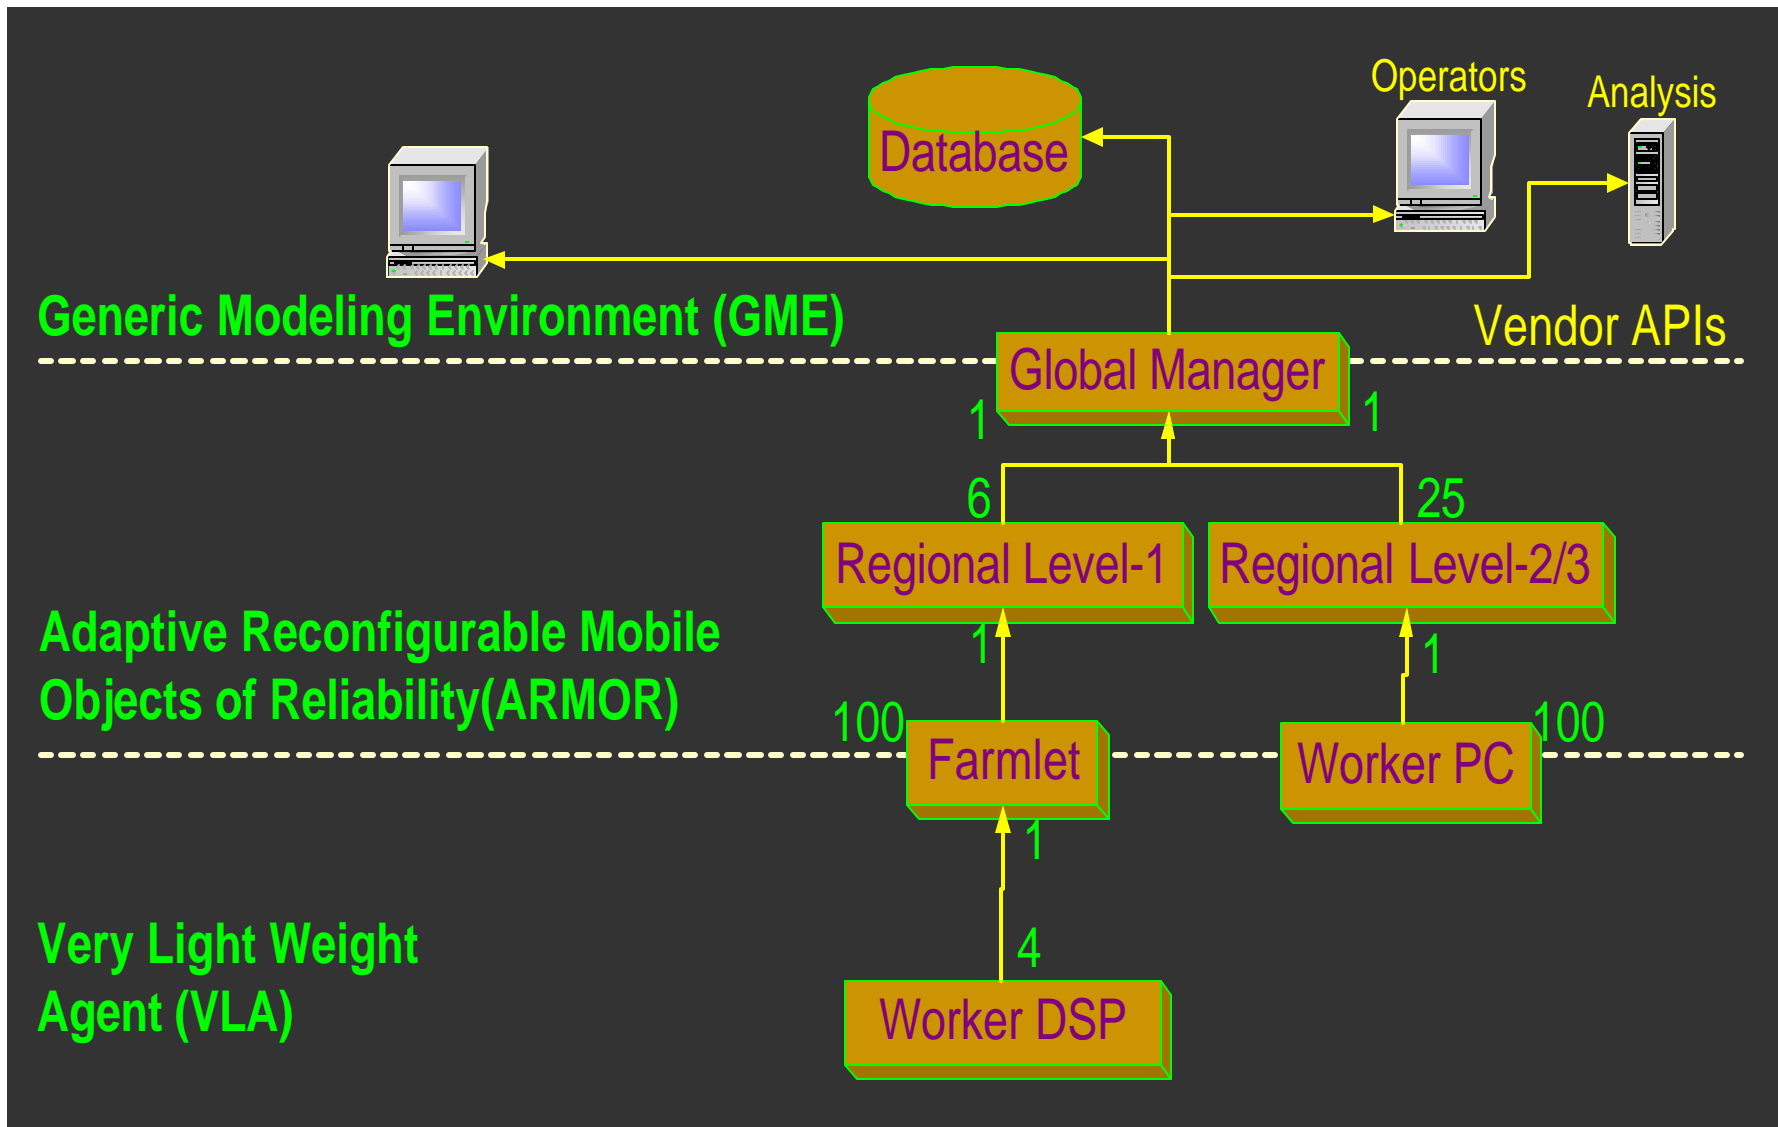 Operators
Analysis
Database
Generic Modeling Environment (GME)
Vendor APIs
Global Manager
1
1
6
25
Regional Level-1
Regional Level-2/3
Adaptive Reconfigurable Mobile
Objects of Reliability(ARMOR)
1
1
100
100
Farmlet
Worker PC
1
Very Light Weight
Agent (VLA)
4
Worker DSP